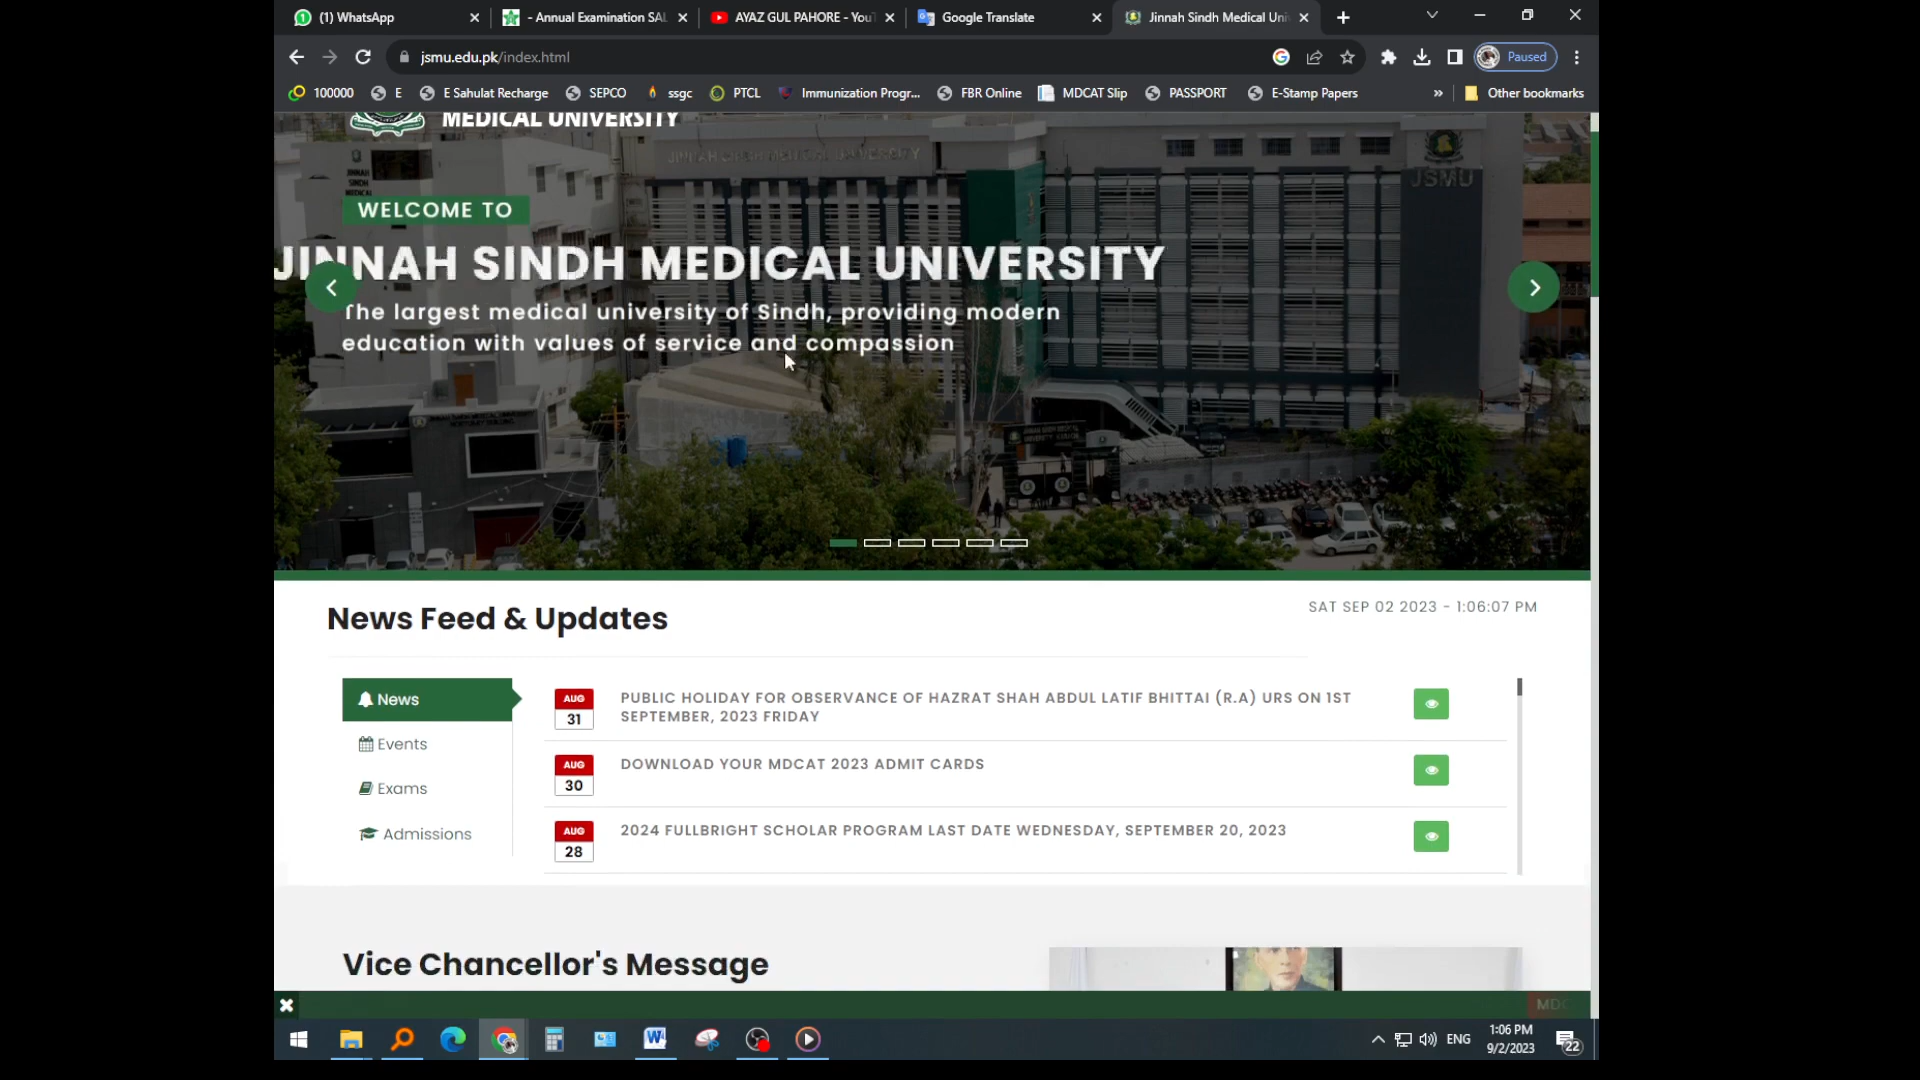 (1) WhatsApp
- Annual Examination SAL
AYAZ GUL PAHORE - YouT
Google Translate
Jinnah Sindh Medical Uni
jsmu.edu.pk/index.html
Paused
100000
E
E Sahulat Recharge
SEPCO
ssgc
PTCL
Immunization Progr...
FBR Online
MDCAT Slip
PASSPORT
E-Stamp Papers
»
Other bookmarks
MEDICAL UNIVERSITY
JINNAH SINDH MEDICAL UNIVERSITY
JSMU
WELCOME TO
JINNAH SINDH MEDICAL UNIVERSITY
The largest medical university of Sindh, providing modern
education with values of service and compassion
News Feed & Updates
SAT SEP 02 2023 - 1:06:07 PM
News
Events
Exams
Admissions
AUG
31
PUBLIC HOLIDAY FOR OBSERVANCE OF HAZRAT SHAH ABDUL LATIF BHITTAI (R.A) URS ON 1ST
SEPTEMBER, 2023 FRIDAY
AUG
30
DOWNLOAD YOUR MDCAT 2023 ADMIT CARDS
AUG
28
2024 FULLBRIGHT SCHOLAR PROGRAM LAST DATE WEDNESDAY, SEPTEMBER 20, 2023
Vice Chancellor's Message
MDC
ENG
1:06 PM
9/2/2023
22